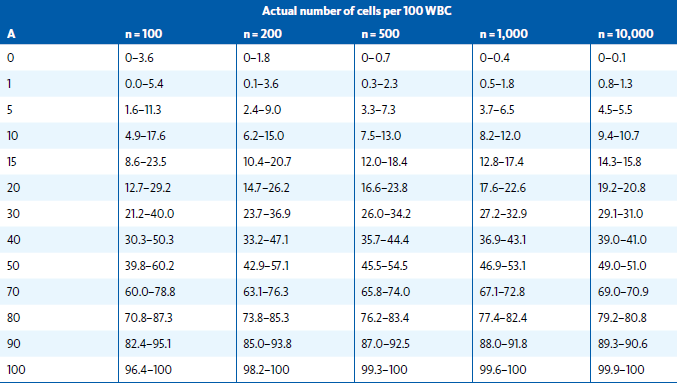 Actual number of cells per 100 WBC
A n = 100 n = 200 n = 500 n = 1,000 n = 10,000
0 0–3.6 0–1.8 0–0.7 0–0.4 0–0.1
1 0.0–5.4 0.1–3.6 0.3–2.3 0.5–1.8 0.8–1.3
5 1.6–11.3 2.4–9.0 3.3–7.3 3.7–6.5 4.5–5.5
10 4.9–17.6 6.2–15.0 7.5–13.0 8.2–12.0 9.4–10.7
15 8.6–23.5 10.4–20.7 12.0–18.4 12.8–17.4 14.3–15.8
20 12.7–29.2 14.7–26.2 16.6–23.8 17.6–22.6 19.2–20.8
30 21.2–40.0 23.7–36.9 26.0–34.2 27.2–32.9 29.1–31.0
40 30.3–50.3 33.2–47.1 35.7–44.4 36.9–43.1 39.0–41.0
50 39.8–60.2 42.9–57.1 45.5–54.5 46.9–53.1 49.0–51.0
70 60.0–78.8 63.1–76.3 65.8–74.0 67.1–72.8 69.0–70.9
80 70.8–87.3 73.8–85.3 76.2–83.4 77.4–82.4 79.2–80.8
90 82.4–95.1 85.0–93.8 87.0–92.5 88.0–91.8 89.3–90.6
100 96.4–100 98.2–100 99.3–100 99.6–100 99.9–100